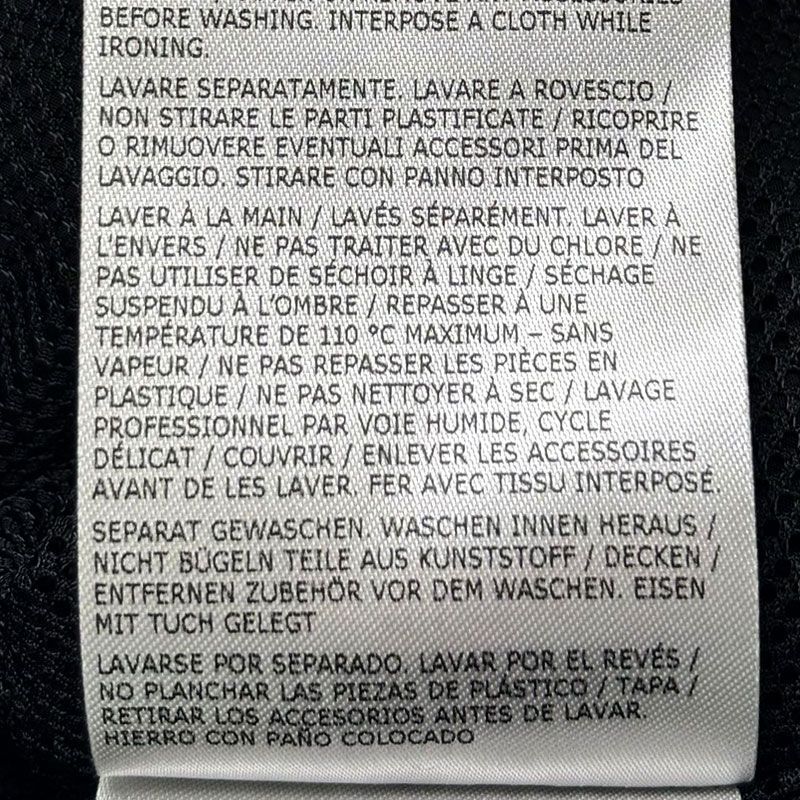 BEFORE WASHING. INTERPOSE A CLOTH WHILE
IRONING.
LAVARE SEPARATAMENTE. LAVARE A ROVESCIO /
NON STIRARE LE PARTI PLASTIFICATE / RICOPRIRE
O RIMUOVERE EVENTUALI ACCESSORI PRIMA DEL
LAVAGGIO. STIRARE CON PANNO INTERPOSTO
LAVER À LA MAIN / LAVÉS SÉPARÉMENT. LAVER À
L'ENVERS / NE PAS TRAITER AVEC DU CHLORE / NE
PAS UTILISER DE SÉCHOIR À LINGE / SÉCHAGE
SUSPENDU À L'OMBRE / REPASSER À UNE
TEMPÉRATURE DE 110 °C MAXIMUM – SANS
VAPEUR / NE PAS REPASSER LES PIÈCES EN
PLASTIQUE / NE PAS NETTOYER À SEC / LAVAGE
PROFESSIONNEL PAR VOIE HUMIDE, CYCLE
DÉLICAT / COUVRIR / ENLEVER LES ACCESSOIRES
AVANT DE LES LAVER. FER AVEC TISSU INTERPOSÉ.
SEPARAT GEWASCHEN. WASCHEN INNEN HERAUS /
NICHT BÜGELN TEILE AUS KUNSTSTOFF / DECKEN /
ENTFERNEN ZUBEHÖR VOR DEM WASCHEN. EISEN
MIT TUCH GELEGT
LAVARSE POR SEPARADO. LAVAR POR EL REVÉS /
NO PLANCHAR LAS PIEZAS DE PLÁSTICO / TAPA /
RETIRAR LOS ACCESORIOS ANTES DE LAVAR.
HIERRO CON PAÑO COLOCADO